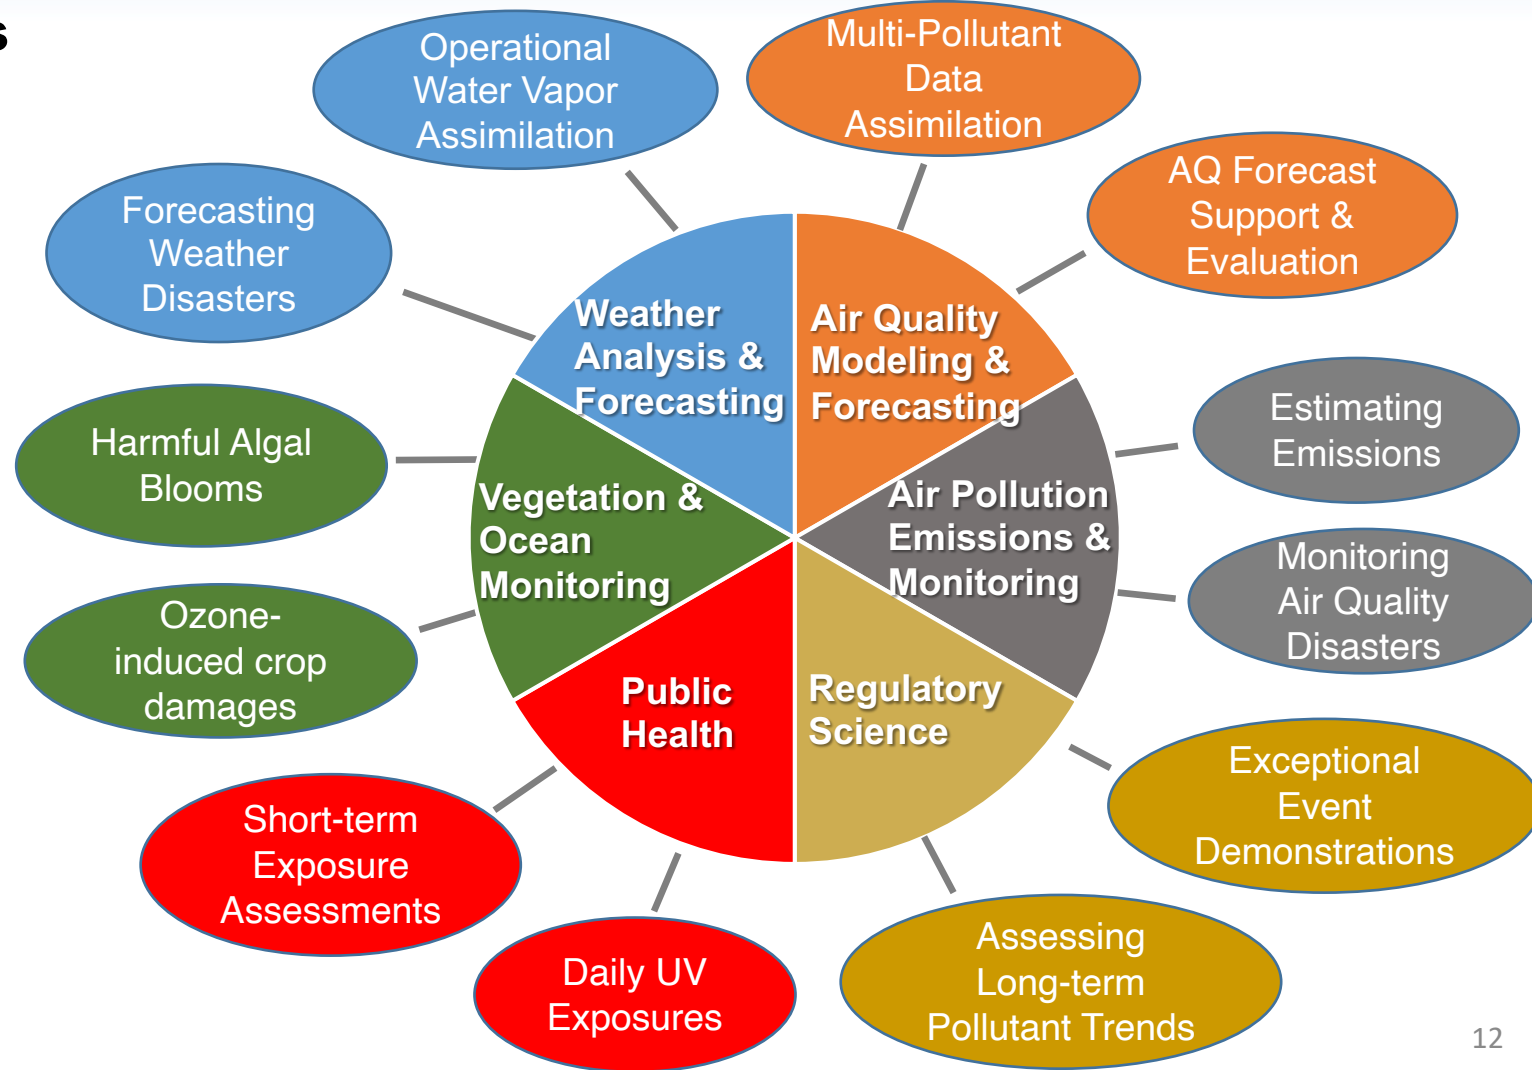 s
Operational
Water Vapor
Assimilation
Multi-Pollutant
Data
Assimilation
Forecasting
Weather
Disasters
AQ Forecast
Support &
Evaluation
Weather
Analysis &
Forecasting
Air Quality
Modeling &
Forecasting
Harmful Algal
Blooms
Estimating
Emissions
Vegetation &
Ocean
Monitoring
Air Pollution
Emissions &
Monitoring
Ozone-
induced crop
damages
Monitoring
Air Quality
Disasters
Public
Health
Regulatory
Science
Short-term
Exposure
Assessments
Exceptional
Event
Demonstrations
Daily UV
Exposures
Assessing
Long-term
Pollutant Trends
12